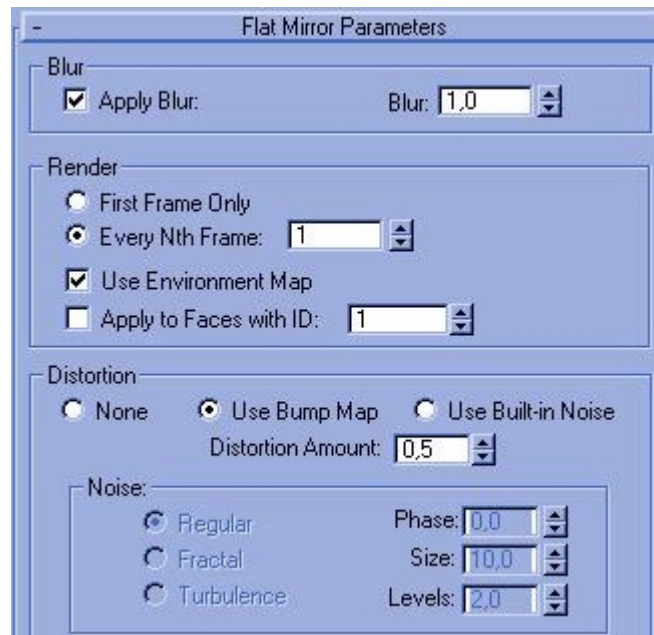 - Flat Mirror Parameters
Blur
Apply Blur: Blur: 1,0
Render
First Frame Only
Every Nth Frame: 1
Use Environment Map
Apply to Faces with ID: 1
Distortion
None Use Bump Map Use Built-in Noise
Distortion Amount: 0,5
Noise:
Regular Phase: 0,0
Fractal Size: 10,0
Turbulence Levels: 2,0